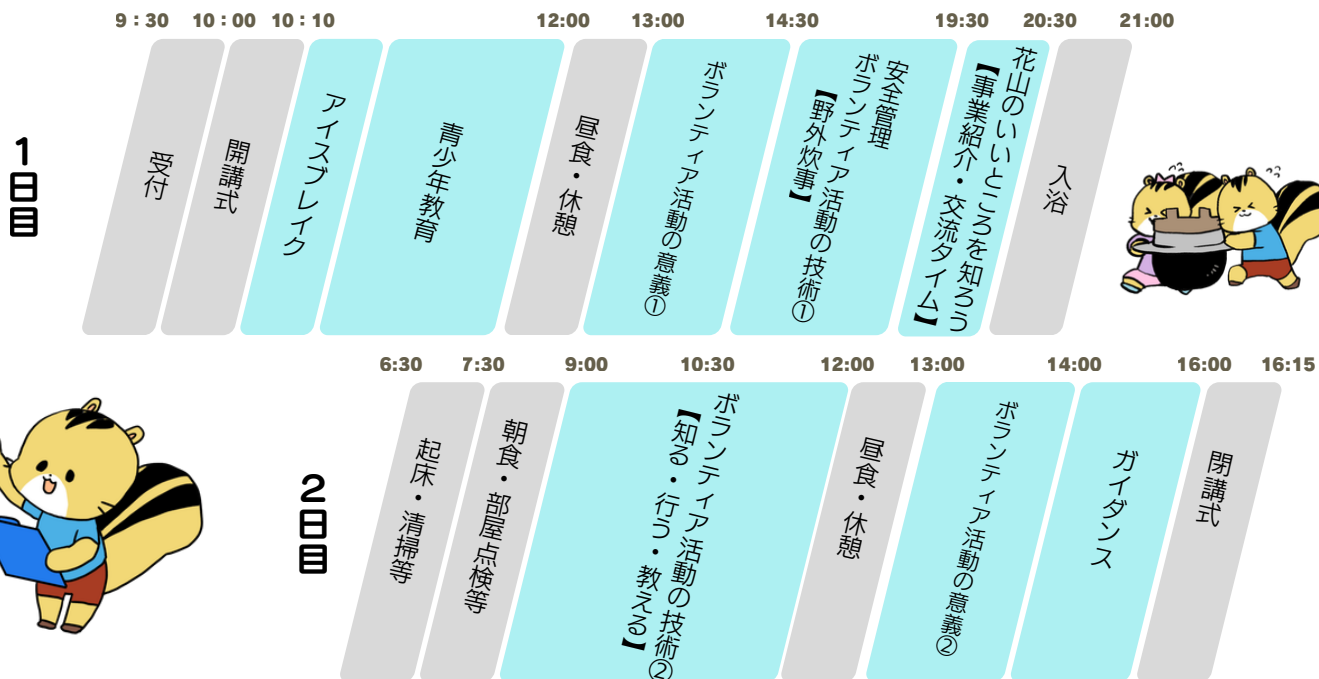 9：30 10：00 10：10 12:00 13:00 14:30 19:30 20:30 21:00
1日目
受付
開講式
アイスブレイク
青少年教育
昼食・休憩
ボランティア活動の意義①
安全管理
ボランティア活動の技術①
【野外炊事】
花山のいいところを知ろう
【事業紹介・交流タイム】
入浴
6:30 7:30 9:00 10:30 12:00 13:00 14:00 16:00 16:15
2日目
起床・清掃等
朝食・部屋点検等
ボランティア活動の技術②
【知る・行う・教える】
昼食・休憩
ボランティア活動の意義②
ガイダンス
閉講式